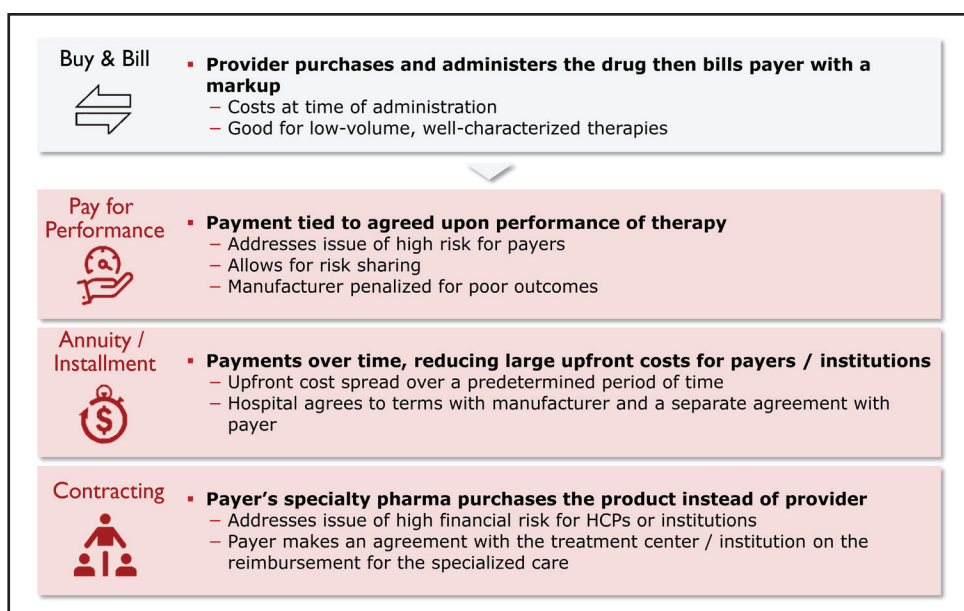 Buy & Bill
▪ Provider purchases and administers the drug then bills payer with a
markup
− Costs at time of administration
− Good for low-volume, well-characterized therapies
Pay for
Performance
▪ Payment tied to agreed upon performance of therapy
− Addresses issue of high risk for payers
− Allows for risk sharing
− Manufacturer penalized for poor outcomes
Annuity /
Installment
▪ Payments over time, reducing large upfront costs for payers / institutions
− Upfront cost spread over a predetermined period of time
− Hospital agrees to terms with manufacturer and a separate agreement with
payer
$
Contracting
▪ Payer’s specialty pharma purchases the product instead of provider
− Addresses issue of high financial risk for HCPs or institutions
− Payer makes an agreement with the treatment center / institution on the
reimbursement for the specialized care